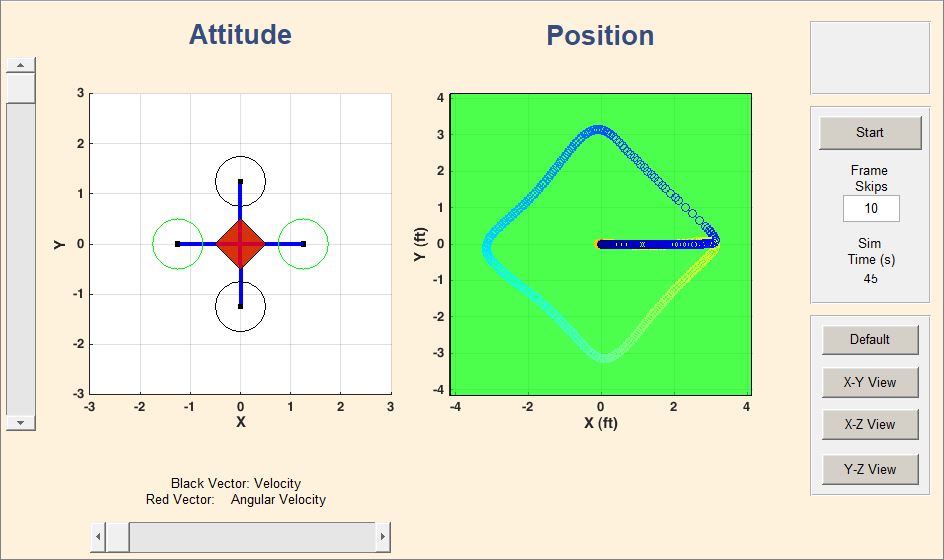 Attitude
Position
3
2
1
0
-1
-2
-3
Y
-3
-2
-1
0
1
2
3
X
4
3
2
1
0
-1
-2
-3
-4
Y (ft)
-4
-2
0
2
4
X (ft)
Black Vector: Velocity
Red Vector: Angular Velocity
Start
Frame
Skips
10
Sim
Time (s)
45
Default
X-Y View
X-Z View
Y-Z View